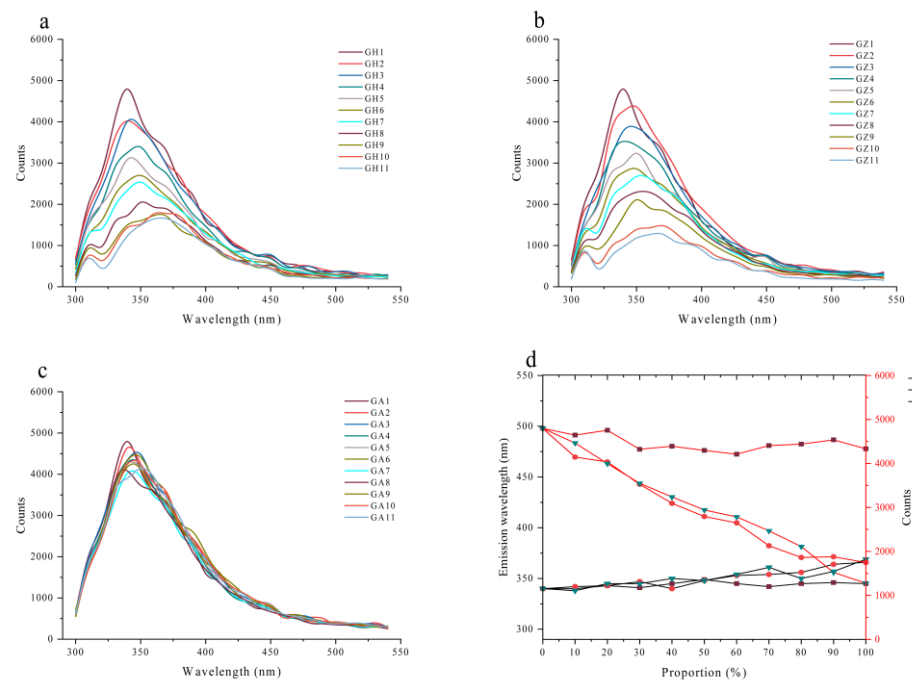 a
6000
5000
4000
3000
2000
1000
0
Counts
300 350 400 450 500 550
Wavelength (nm)
GH1
GH2
GH3
GH4
GH5
GH6
GH7
GH8
GH9
GH10
GH11
b
6000
5000
4000
3000
2000
1000
0
Counts
300 350 400 450 500 550
Wavelength (nm)
GZ1
GZ2
GZ3
GZ4
GZ5
GZ6
GZ7
GZ8
GZ9
GZ10
GZ11
c
6000
5000
4000
3000
2000
1000
0
Counts
300 350 400 450 500 550
Wavelength (nm)
GA1
GA2
GA3
GA4
GA5
GA6
GA7
GA8
GA9
GA10
GA11
d
550
500
450
400
350
300
Emission wavelength (nm)
0 10 20 30 40 50 60 70 80 90 100
Proportion (%)
6000
5000
4000
3000
2000
1000
0
Counts